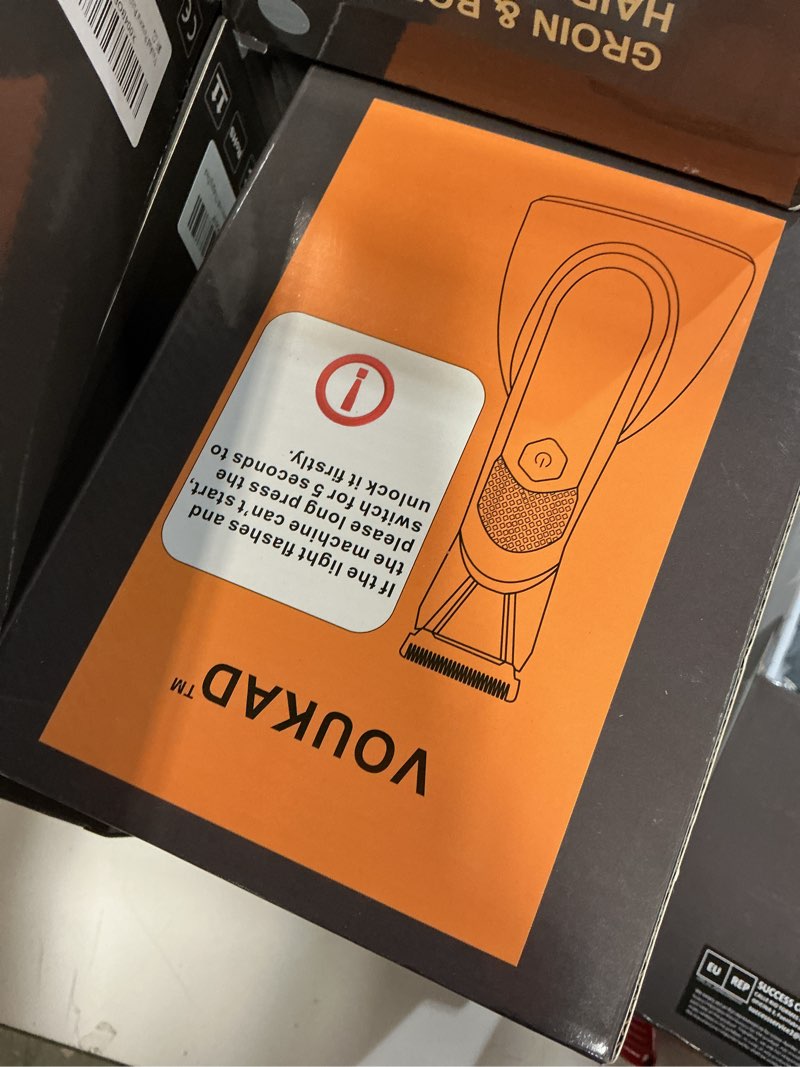 VOUKAD™
If the light flashes and
the machine can't start,
please long press the
switch for 5 seconds to
unlock it firstly.
GROIN &
HAIR
EU REP
SUCCESS